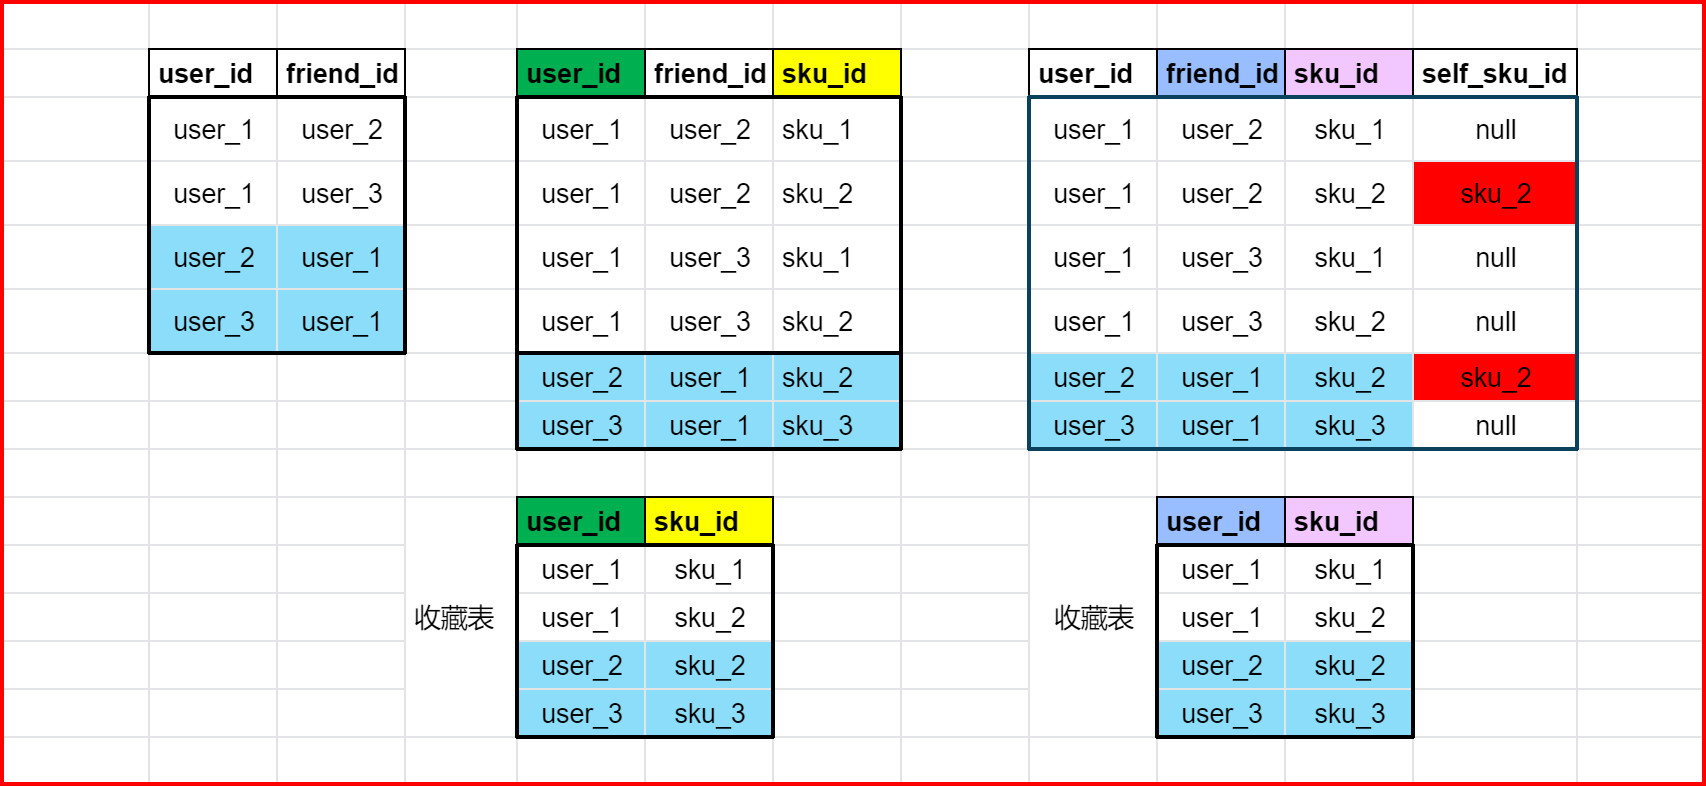 user_id friend_id
user_1 user_2
user_1 user_3
user_2 user_1
user_3 user_1
user_id friend_id sku_id
user_1 user_2 sku_1
user_1 user_2 sku_2
user_1 user_3 sku_1
user_1 user_3 sku_2
user_2 user_1 sku_2
user_3 user_1 sku_3
user_id friend_id sku_id self_sku_id
user_1 user_2 sku_1 null
user_1 user_2 sku_2 sku_2
user_1 user_3 sku_1 null
user_1 user_3 sku_2 null
user_2 user_1 sku_2 sku_2
user_3 user_1 sku_3 null
收藏表
user_id sku_id
user_1 sku_1
user_1 sku_2
user_2 sku_2
user_3 sku_3
收藏表
user_id sku_id
user_1 sku_1
user_1 sku_2
user_2 sku_2
user_3 sku_3